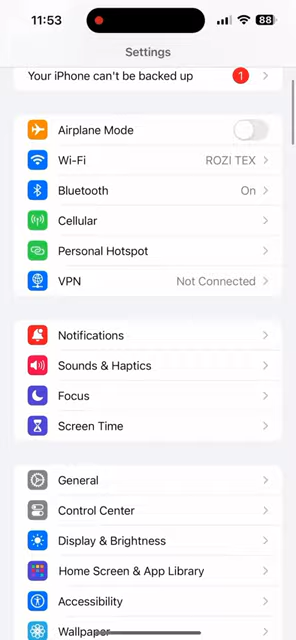 11:53
88
Settings
Your iPhone can't be backed up 1
Airplane Mode
Wi-Fi ROZI TEX
Bluetooth On
Cellular
Personal Hotspot
VPN Not Connected
Notifications
Sounds & Haptics
Focus
Screen Time
General
Control Center
Display & Brightness
Home Screen & App Library
Accessibility
Wallpaper